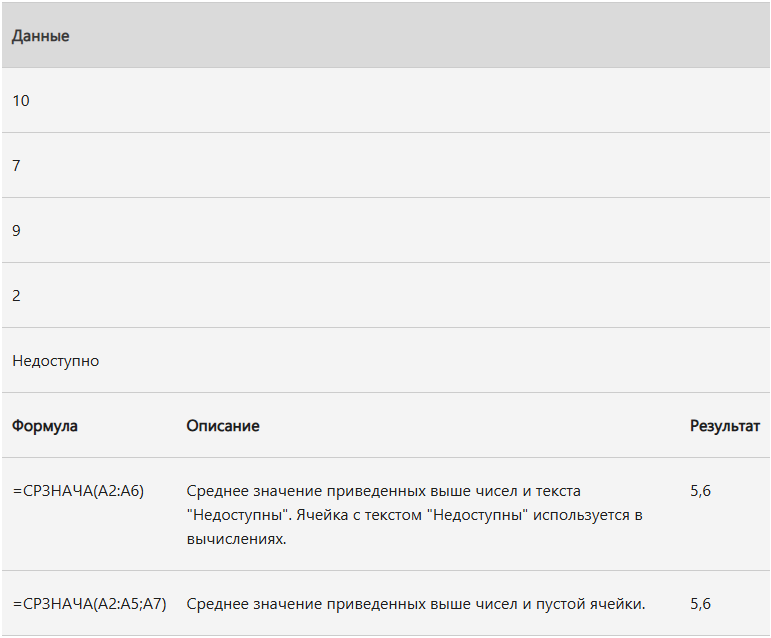 Данные
10
7
9
2
Недоступно
Формула Описание Результат
=СРЗНАЧА(A2:A6) Среднее значение приведенных выше чисел и текста 5,6
"Недоступны". Ячейка с текстом "Недоступны" используется в
вычислениях.
=СРЗНАЧА(A2:A5;A7) Среднее значение приведенных выше чисел и пустой ячейки. 5,6